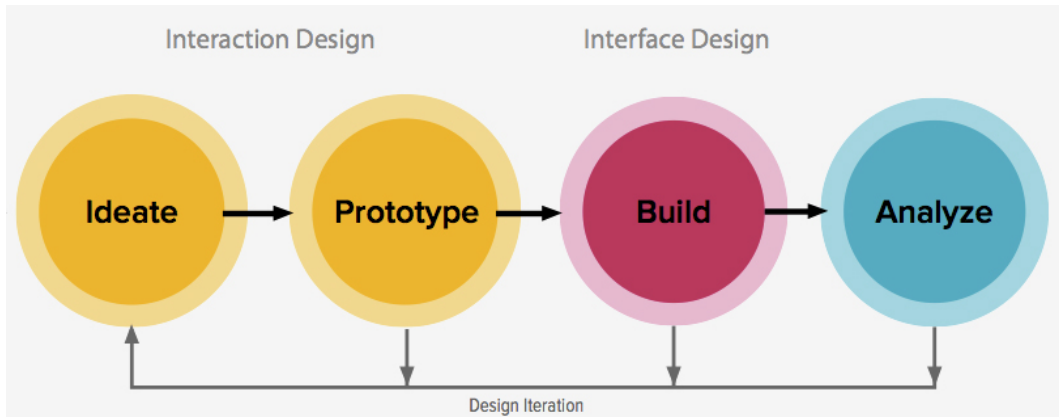 Interaction Design
Interface Design
Ideate
Prototype
Build
Analyze
Design Iteration